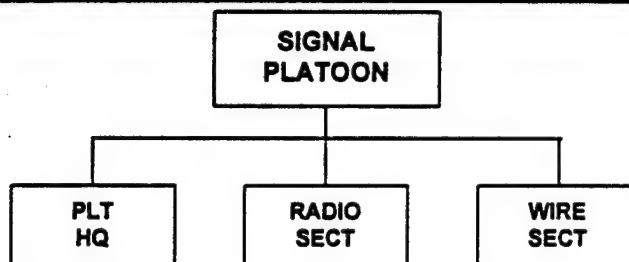 SIGNAL
PLATOON
PLT
HQ
RADIO
SECT
WIRE
SECT